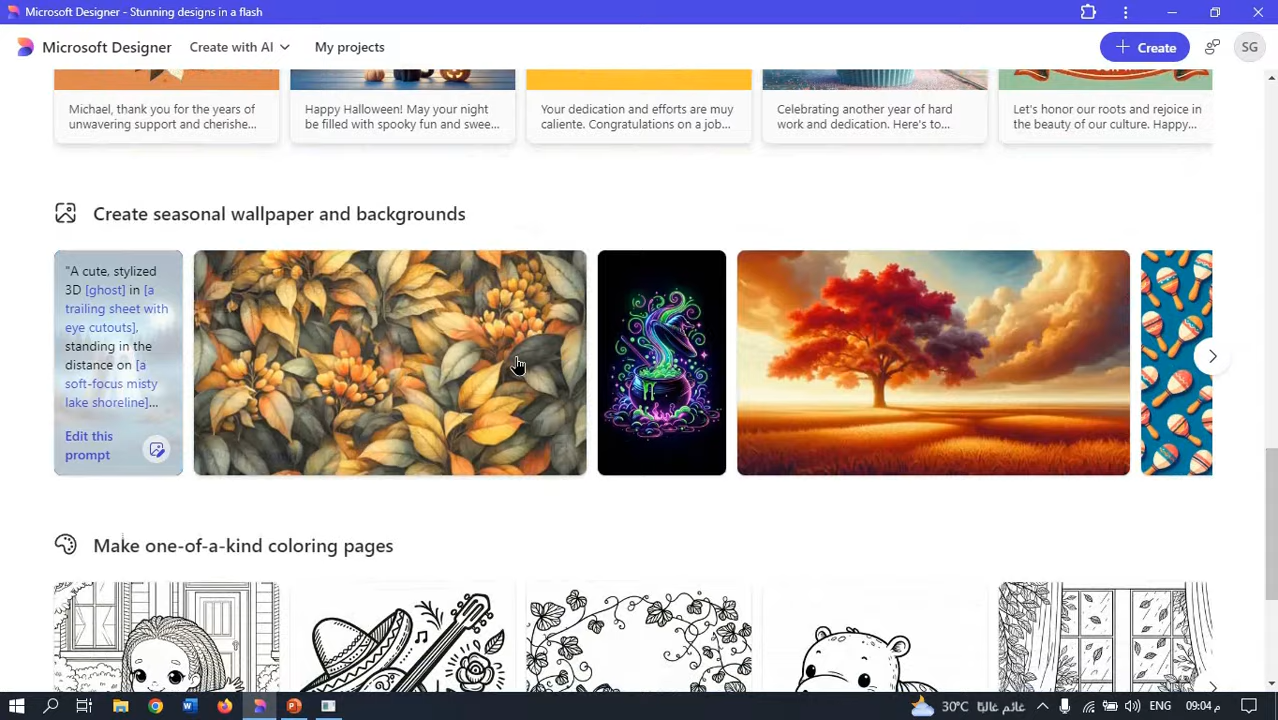 Microsoft Designer - Stunning designs in a flash
Microsoft Designer
Create with AI
My projects
Create
SG
Michael, thank you for the years of
unwavering support and cherishe...
Happy Halloween! May your night
be filled with spooky fun and swee...
Your dedication and efforts are muy
caliente. Congratulations on a job...
Celebrating another year of hard
work and dedication. Here's to...
Let's honor our roots and rejoice in
the beauty of our culture. Happy...
Create seasonal wallpaper and backgrounds
"A cute, stylized
3D [ghost] in [a
trailing sheet with
eye cutouts],
standing in the
distance on [a
soft-focus misty
lake shoreline]...
Edit this
prompt
Make one-of-a-kind coloring pages
30°C غائم غالبًا
ENG
09:04 م